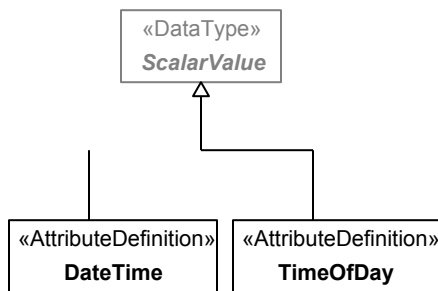 «DataType»
ScalarValue
«AttributeDefinition»
DateTime
«AttributeDefinition»
TimeOfDay